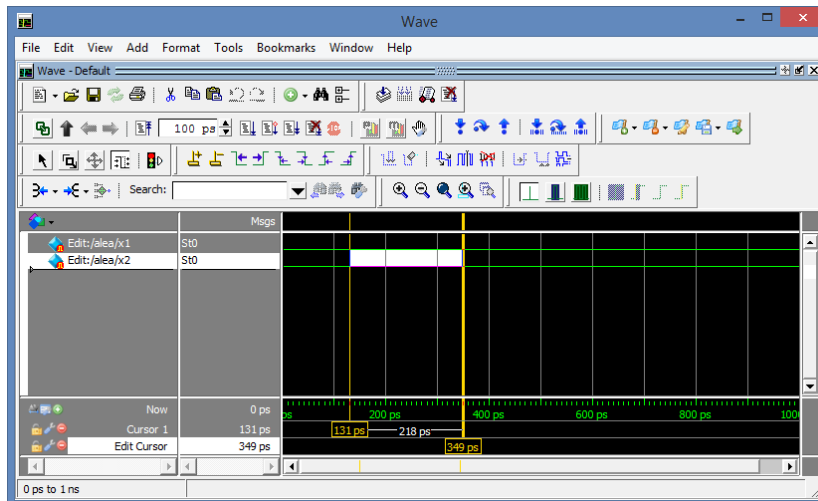 Wave
File Edit View Add Format Tools Bookmarks Window Help
Wave - Default
100 ps
Search:
Msgs
Edit:/alea/x1 St0
Edit:/alea/x2 St0
Now 0 ps ps 200 ps 400 ps 600 ps 800 ps 100
Cursor 1 131 ps 131 ps 218 ps
Edit Cursor 349 ps 349 ps
0 ps to 1 ns